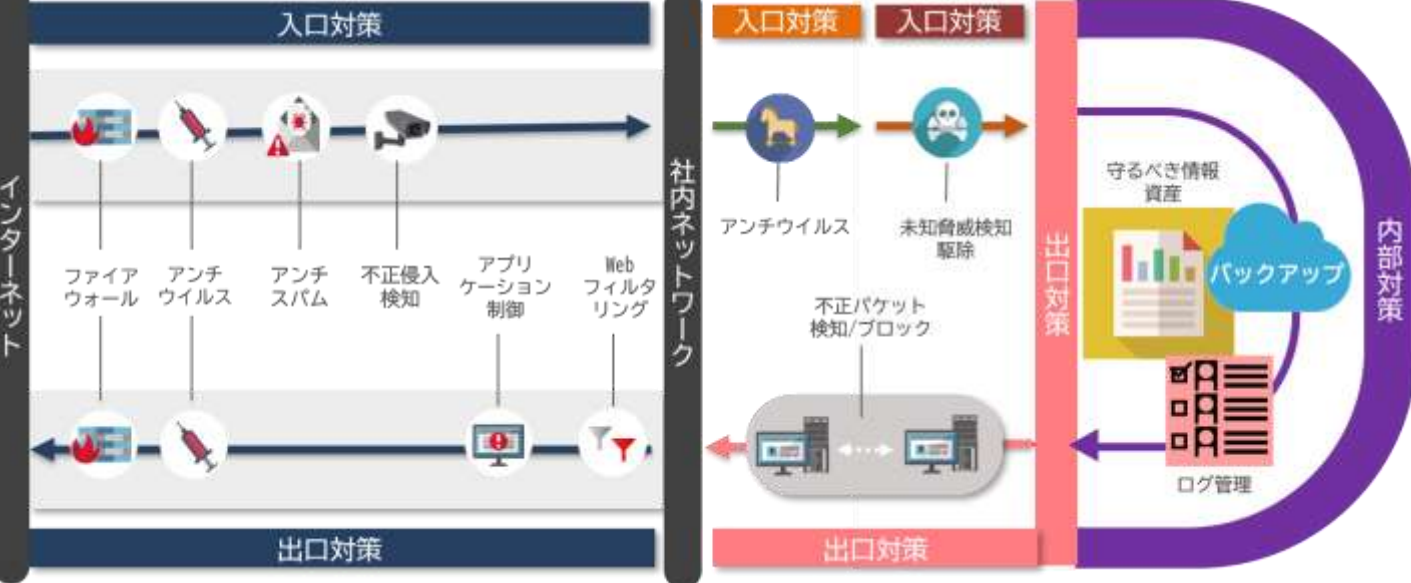 入口対策
入口対策
入口対策
インターネット
社内ネットワーク
出口対策
内部対策
ファイア
ウォール
アンチ
ウイルス
アンチ
スパム
不正侵入
検知
アプリ
ケーション
制御
Web
フィルタ
リング
アンチウイルス
未知脅威検知
駆除
不正パケット
検知/ブロック
守るべき情報
資産
バックアップ
ログ管理
出口対策
出口対策